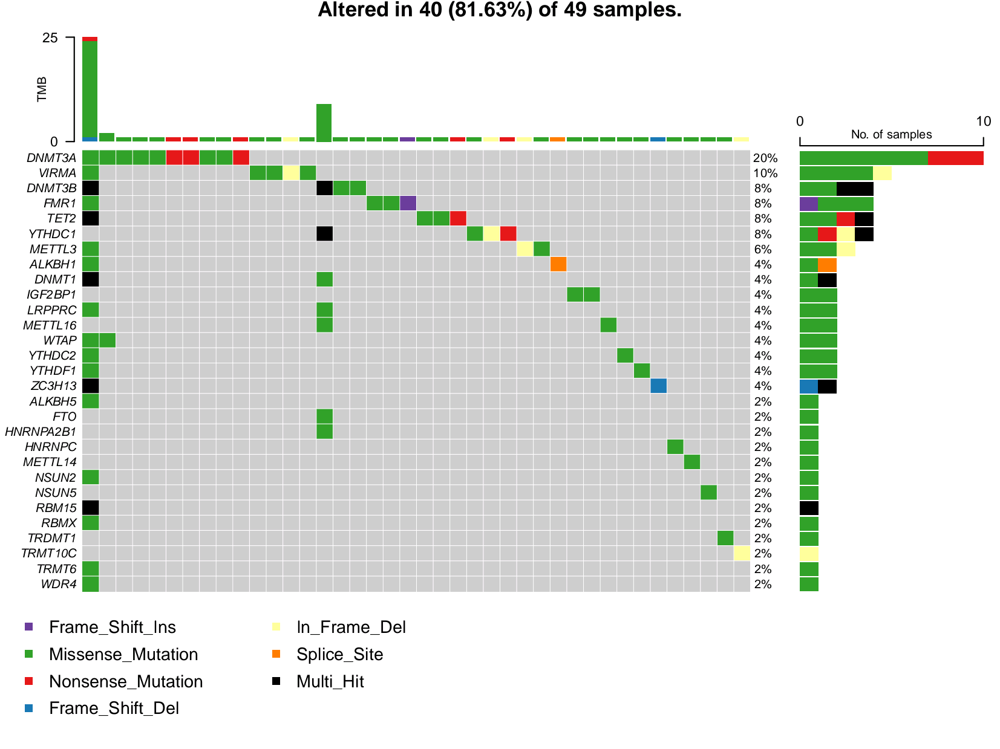 Altered in 40 (81.63%) of 49 samples.
25
TMB
0
0 10
No. of samples
DNMT3A 20%
VIRMA 10%
DNMT3B 8%
FMR1 8%
TET2 8%
YTHDC1 8%
METTL3 6%
ALKBH1 4%
DNMT1 4%
IGF2BP1 4%
LRPPRC 4%
METTL16 4%
WTAP 4%
YTHDC2 4%
YTHDF1 4%
ZC3H13 4%
ALKBH5 2%
FTO 2%
HNRNPA2B1 2%
HNRNPC 2%
METTL14 2%
NSUN2 2%
NSUN5 2%
RBM15 2%
RBMX 2%
TRDMT1 2%
TRMT10C 2%
TRMT6 2%
WDR4 2%
Frame_Shift_Ins
Missense_Mutation
Nonsense_Mutation
Frame_Shift_Del
In_Frame_Del
Splice_Site
Multi_Hit